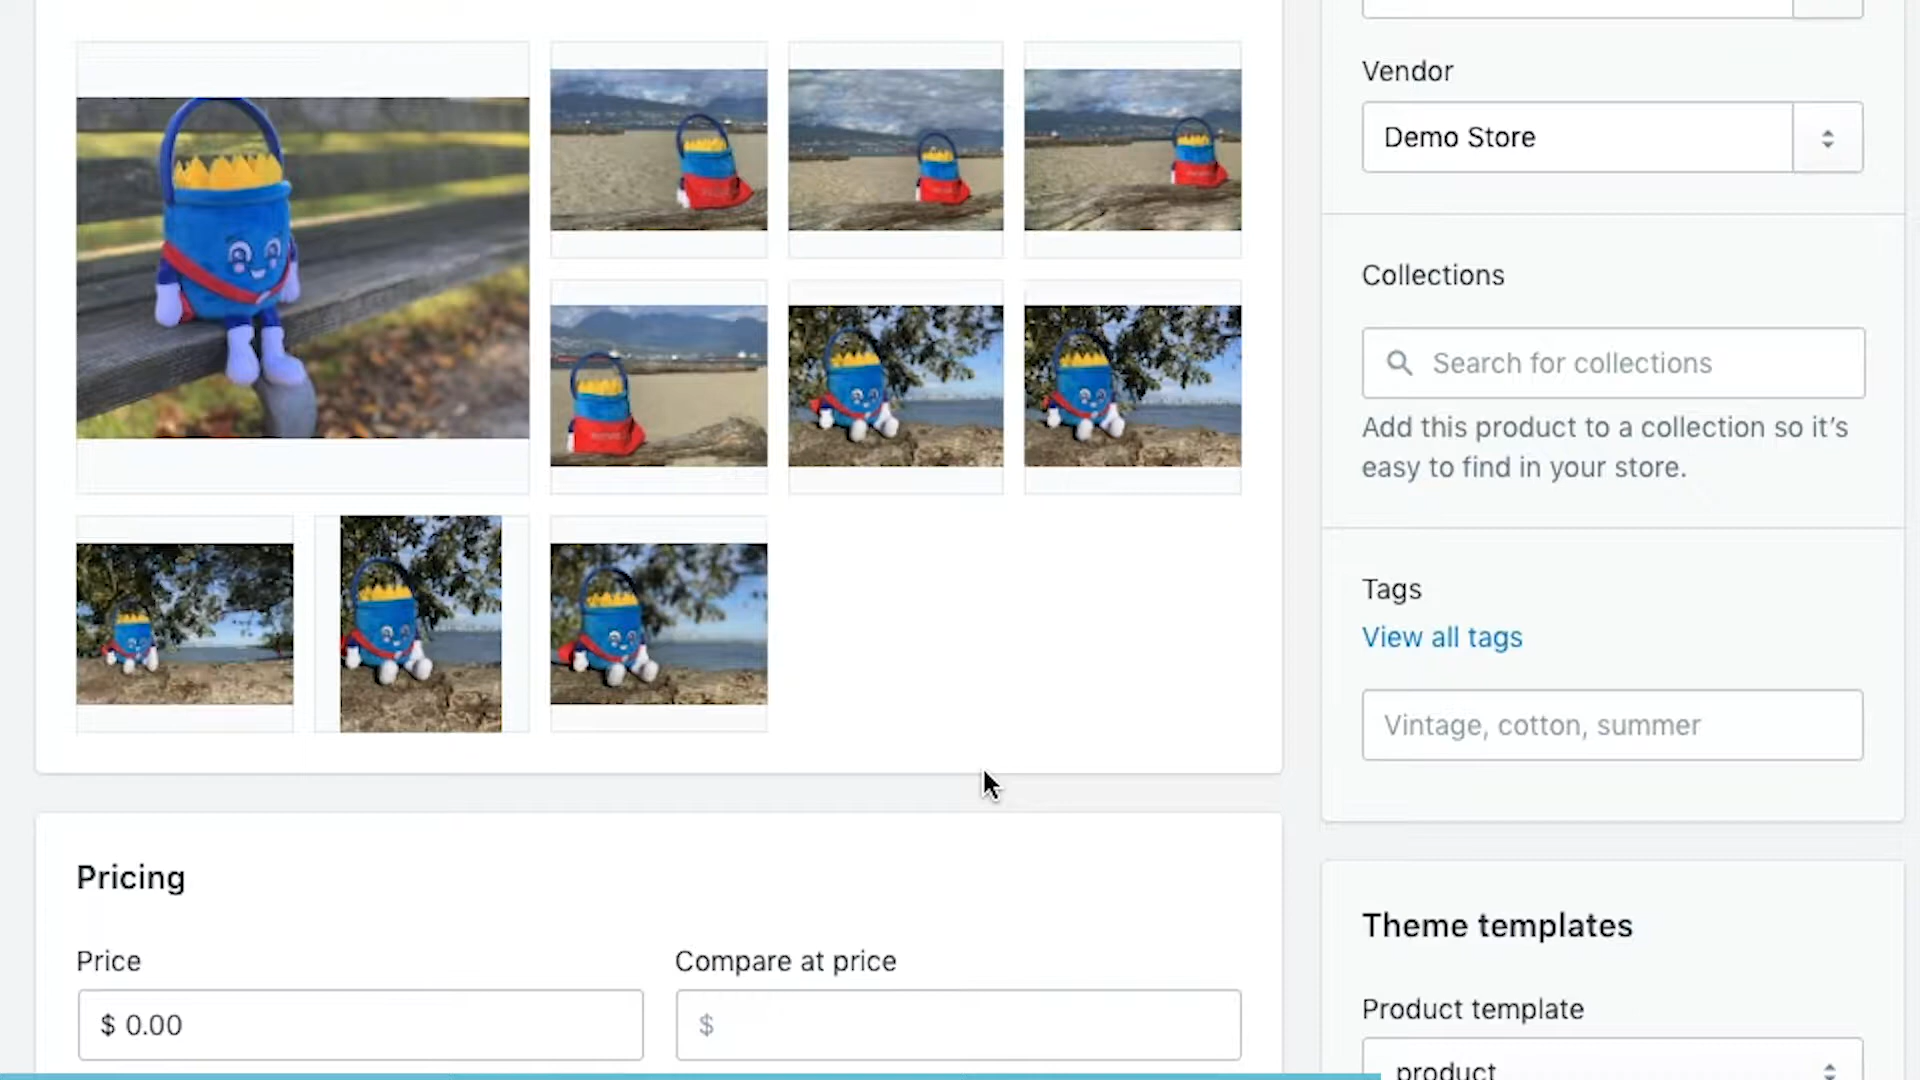 Vendor
Demo Store
Collections
Search for collections
Add this product to a collection so it’s
easy to find in your store.
Tags
View all tags
Vintage, cotton, summer
Pricing
Price
Compare at price
$ 0.00
$
Theme templates
Product template
product